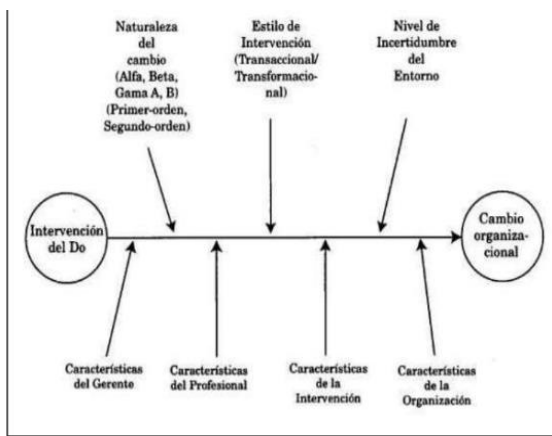 Naturaleza
del
cambio
(Alfa, Beta,
Gama A, B)
(Primer-orden,
Segundo-orden)
Estilo de
Intervención
(Transaccional/
Transformacio-
nal)
Nivel de
Incertidumbre
del
Entorno
Intervención
del Do
Cambio
organiza-
cional
Características
del Gerente
Características
del Profesional
Características
de la
Intervención
Características
de la
Organización